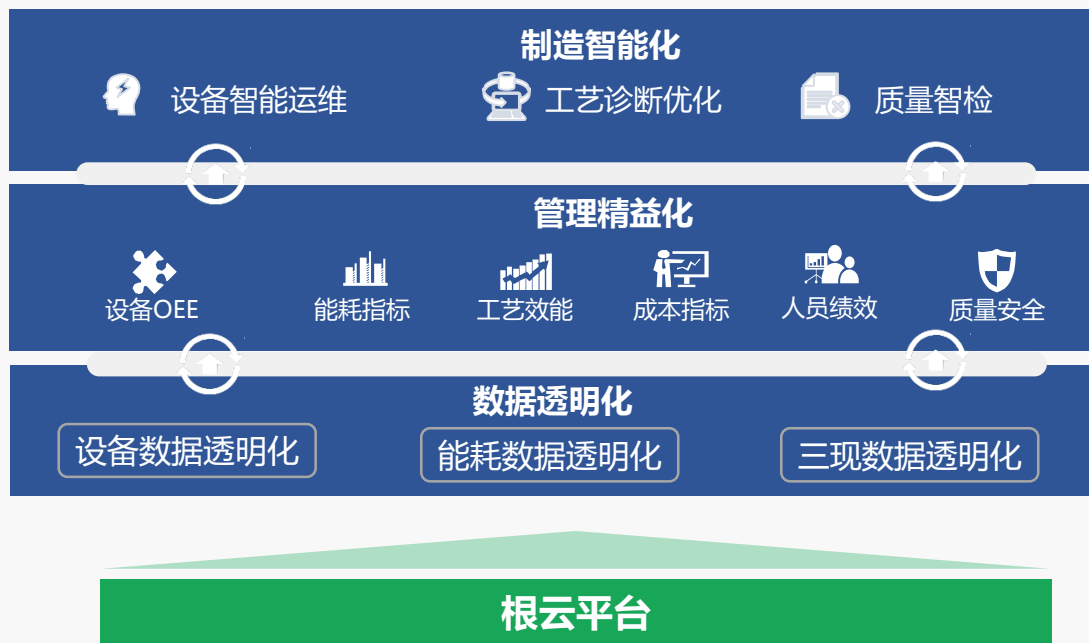 制造智能化
设备智能运维 工艺诊断优化 质量智检
管理精益化
设备OEE 能耗指标 工艺效能 成本指标 人员绩效 质量安全
数据透明化
设备数据透明化 能耗数据透明化 三现数据透明化
根云平台